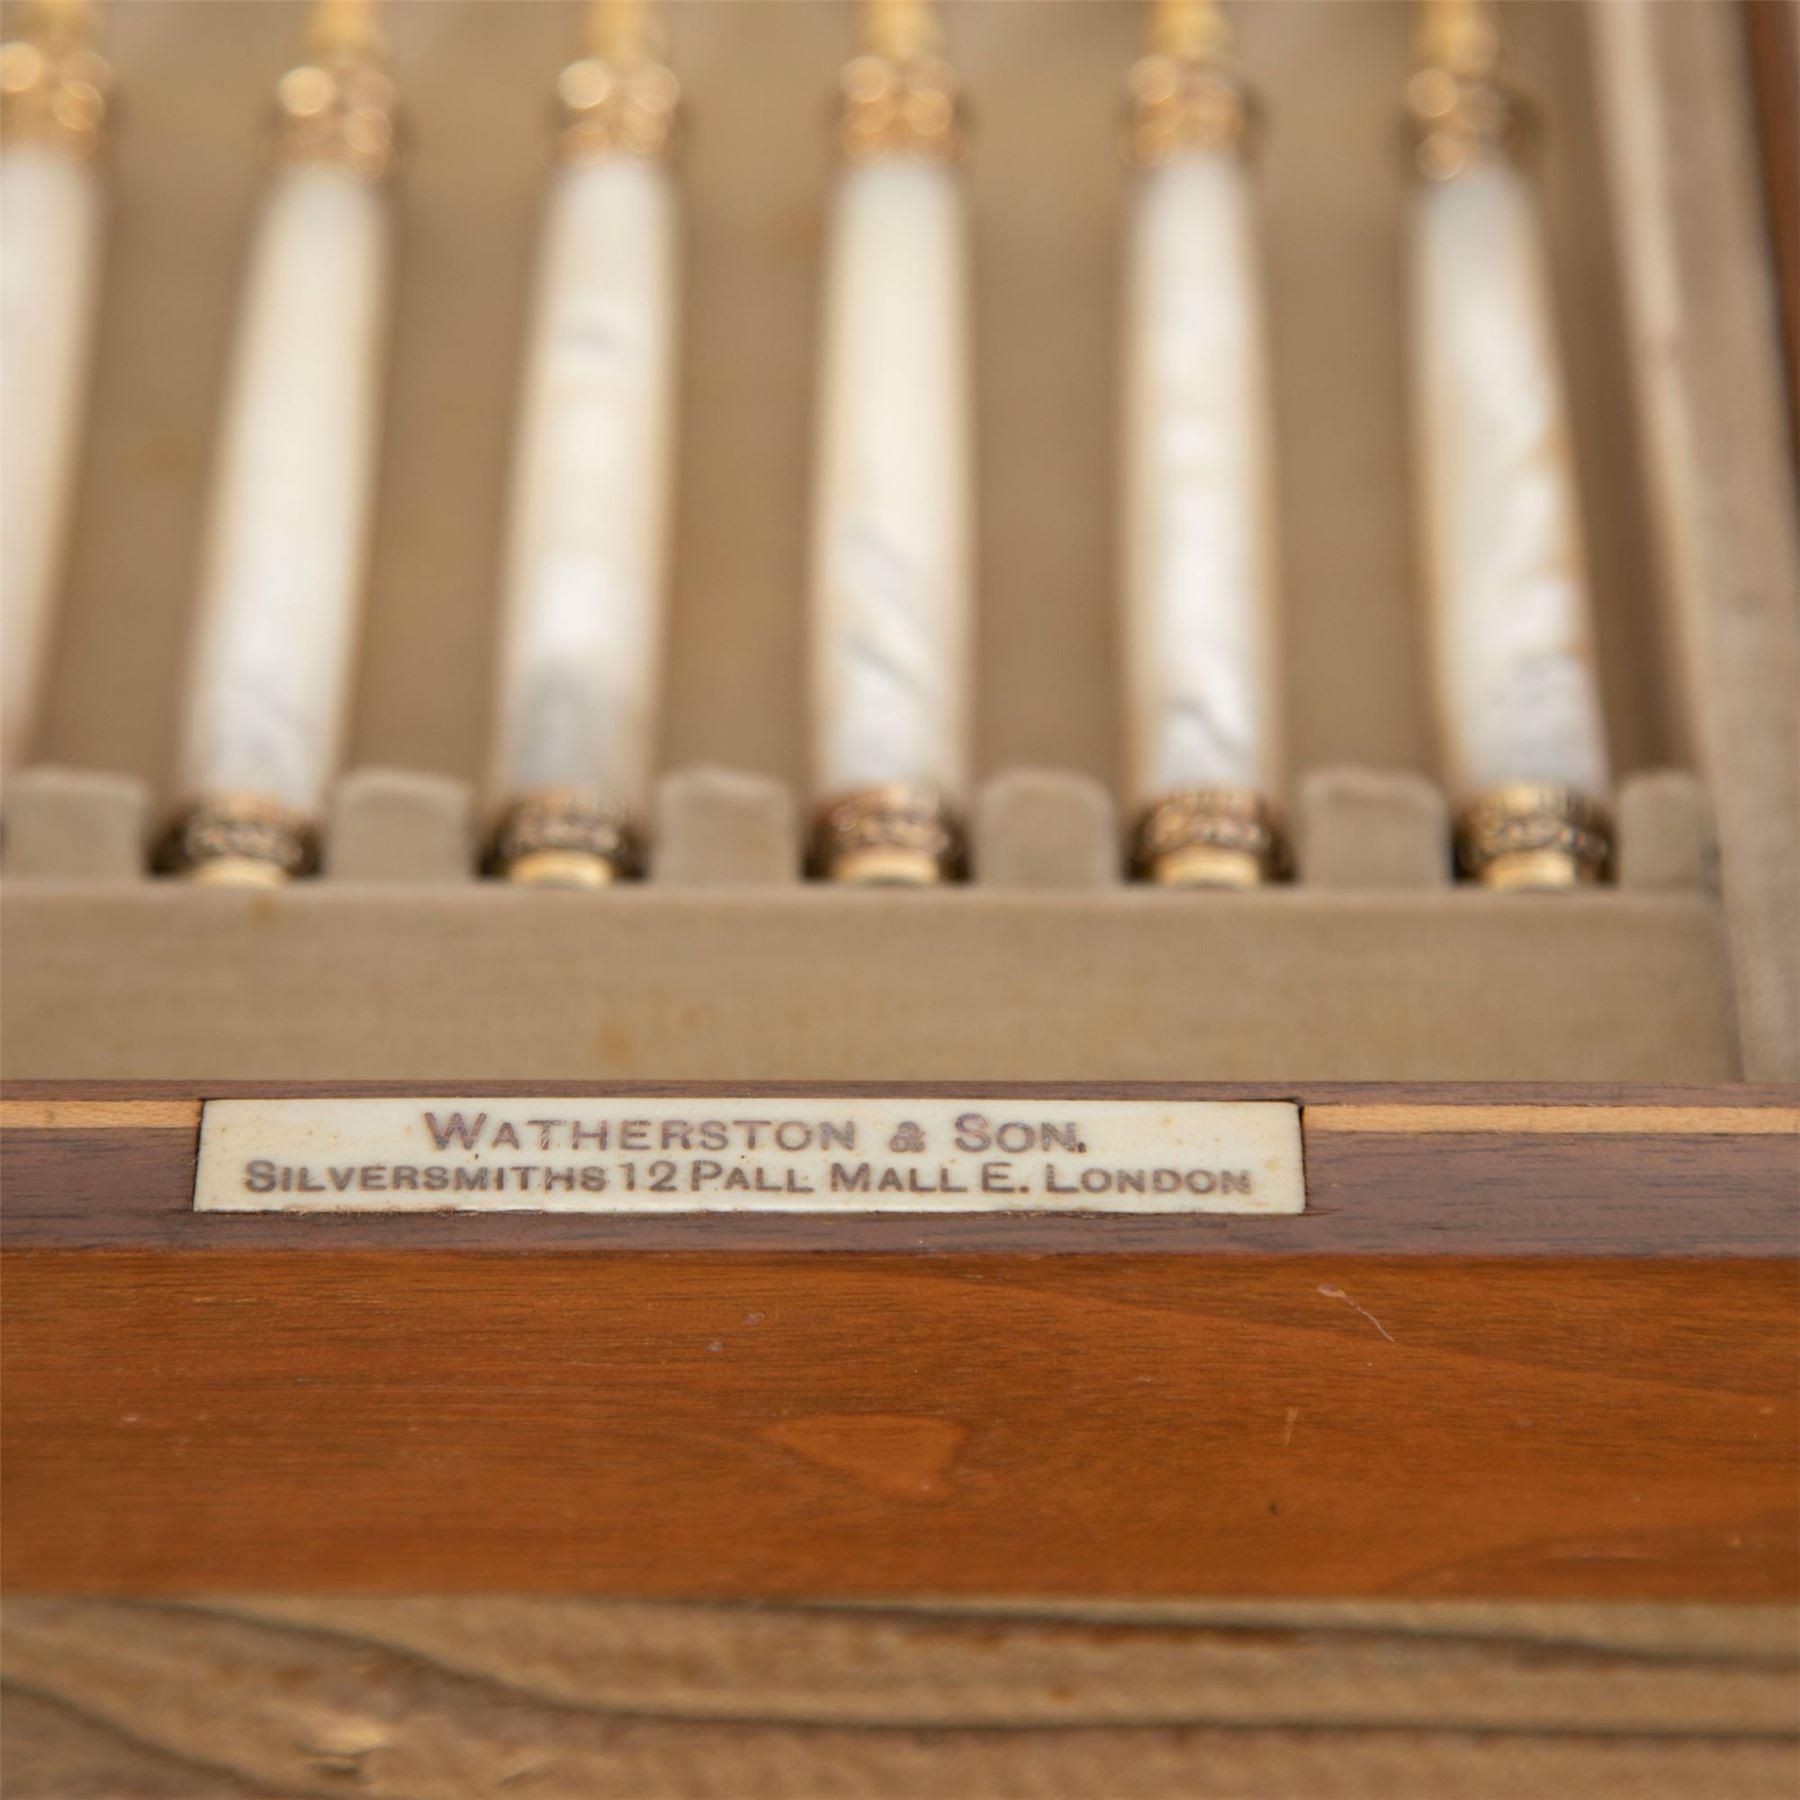 WATHERSTON & SON.
SILVERSMITHS 12 PALL MALL E. LONDON